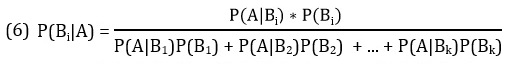 (6) P(Bᵢ|A) = P(A|Bᵢ) * P(Bᵢ) / P(A|B₁)P(B₁) + P(A|B₂)P(B₂) + ... + P(A|Bₖ)P(Bₖ)